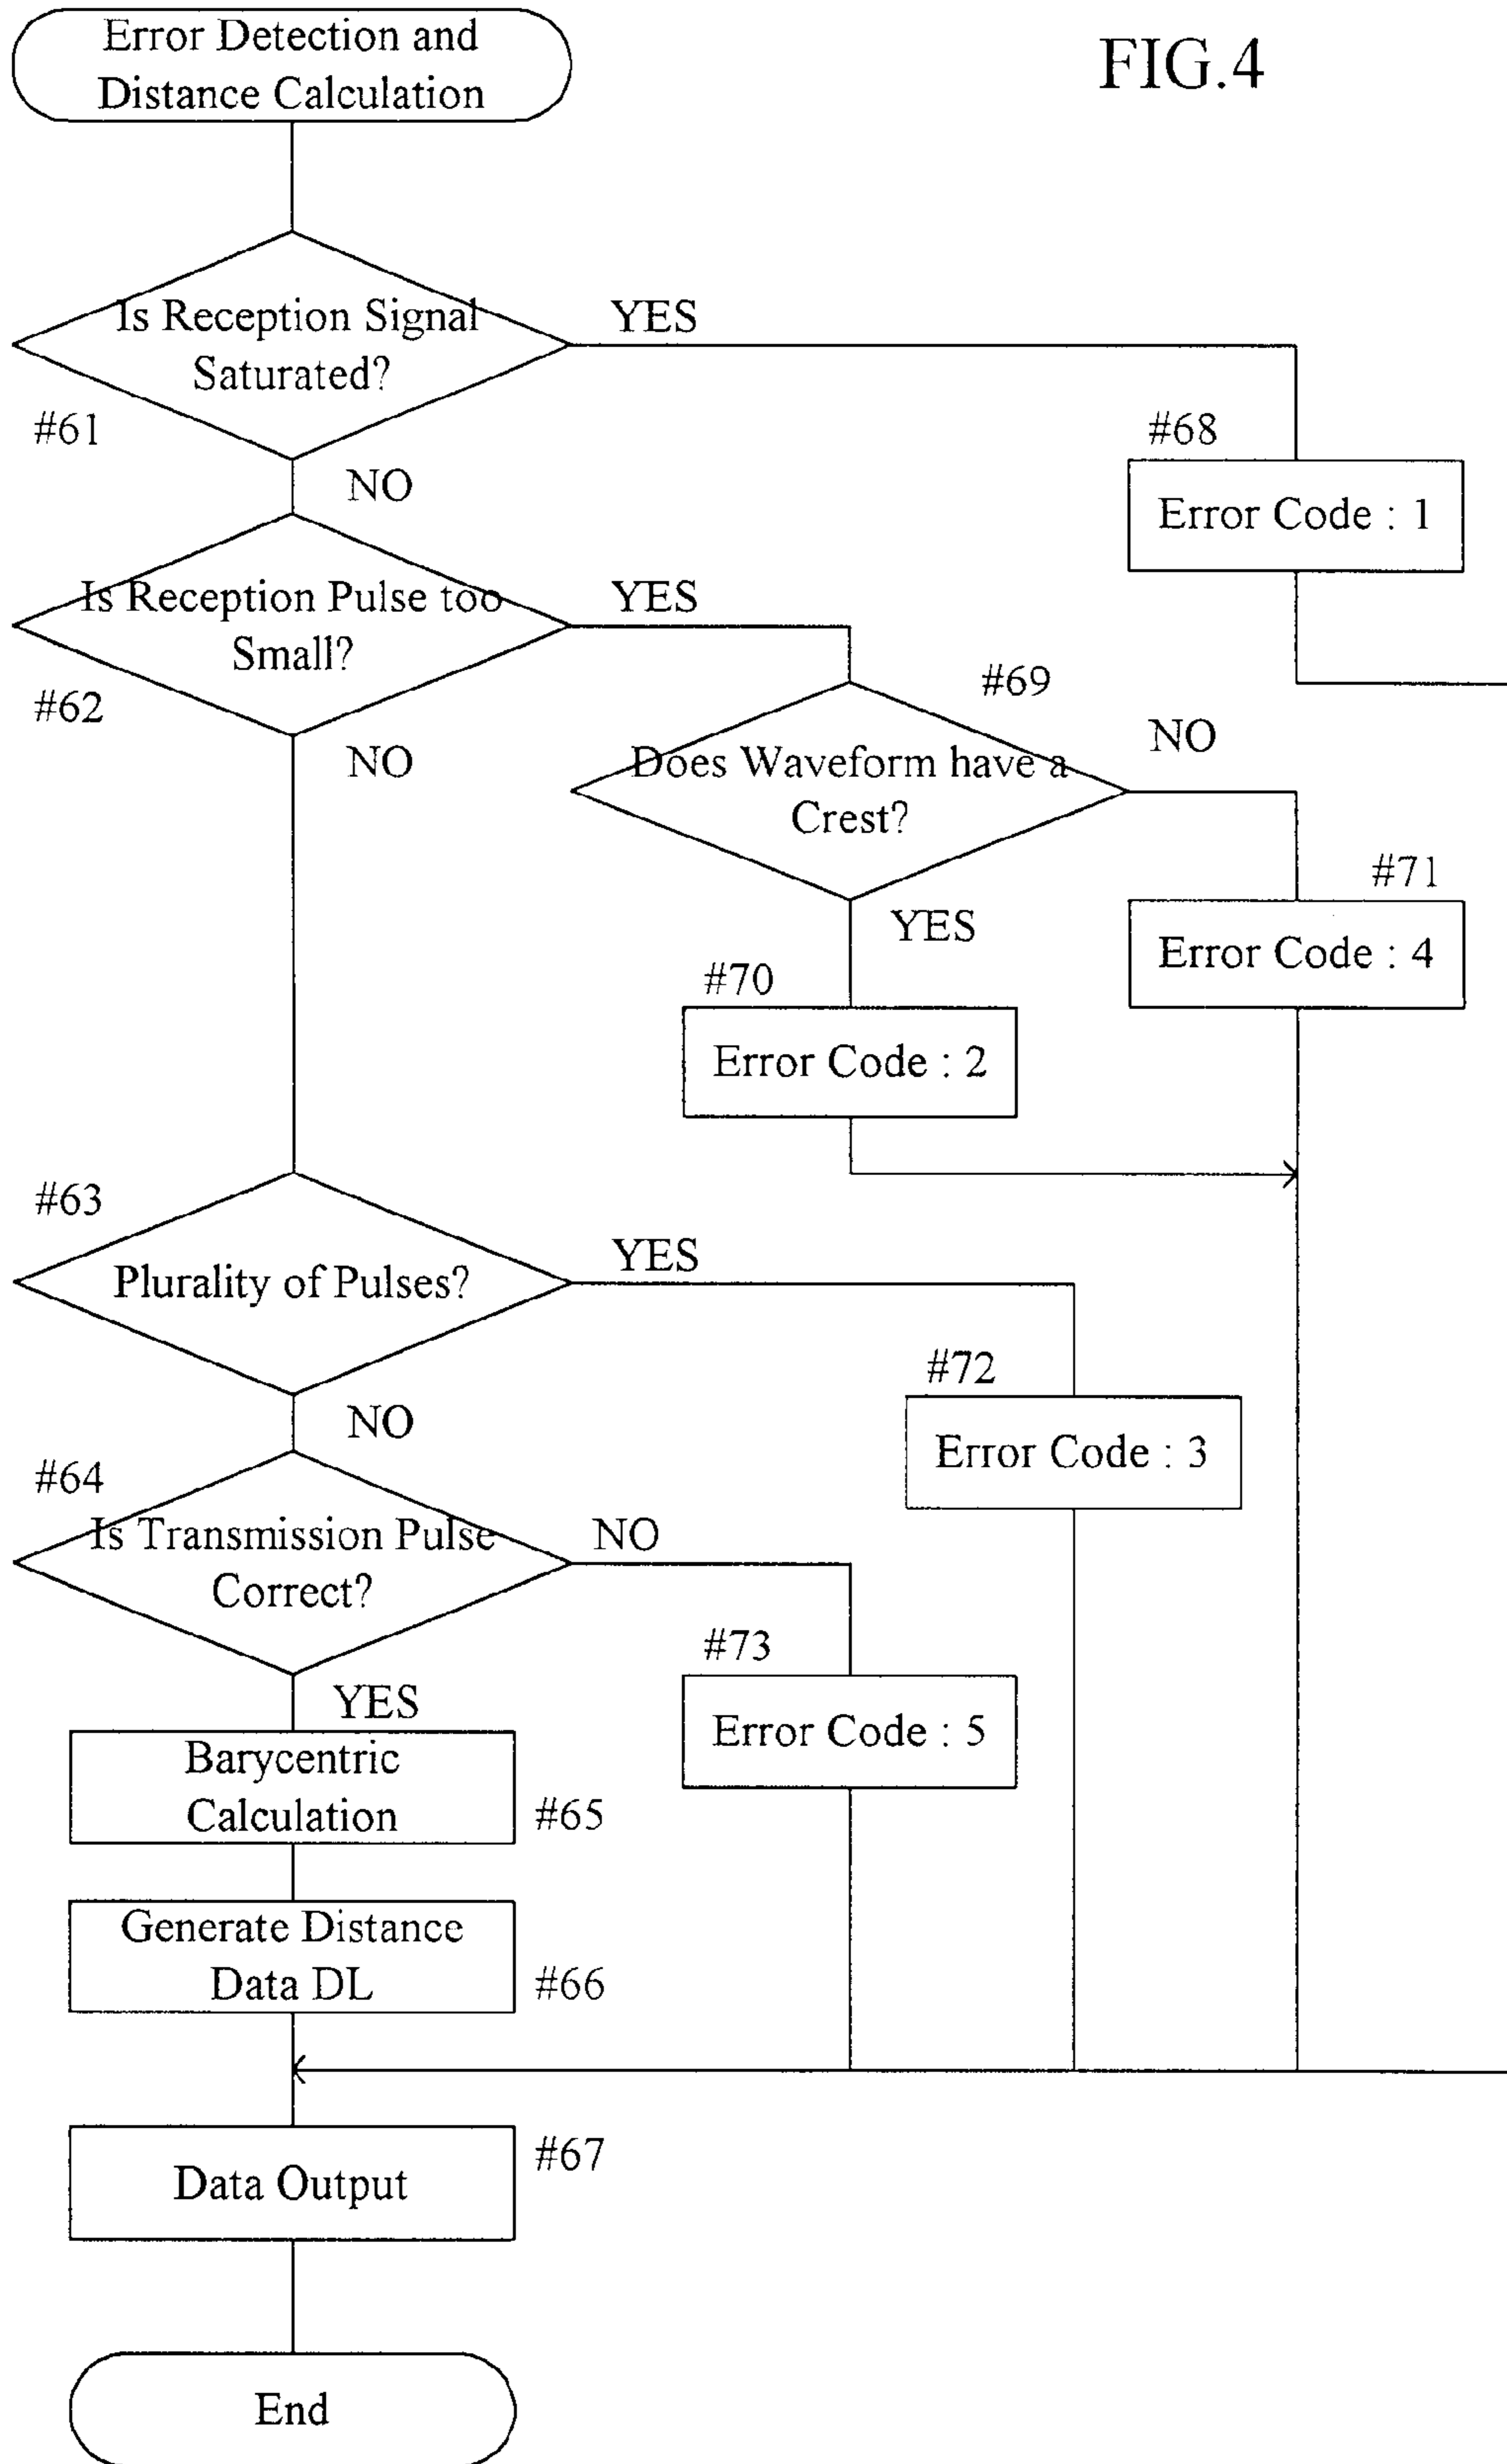 Error Detection and
Distance Calculation
FIG.4
Is Reception Signal
Saturated?
YES
#61
NO
#68
Error Code : 1
Is Reception Pulse too
Small?
YES
#62
NO
#69
Does Waveform have a
Crest?
NO
YES
#71
Error Code : 4
#70
Error Code : 2
#63
Plurality of Pulses?
YES
NO
#72
Error Code : 3
#64
Is Transmission Pulse
Correct?
NO
YES
#73
Error Code : 5
Barycentric
Calculation
#65
Generate Distance
Data DL
#66
Data Output
#67
End